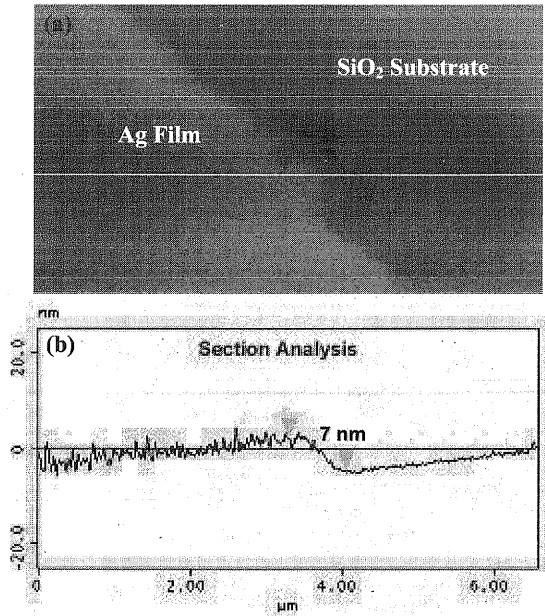 (a)
SiO₂ Substrate
Ag Film
nm
(b)
Section Analysis
20.0
7 nm
0
-20.0
0 2.00 4.00 6.00
µm